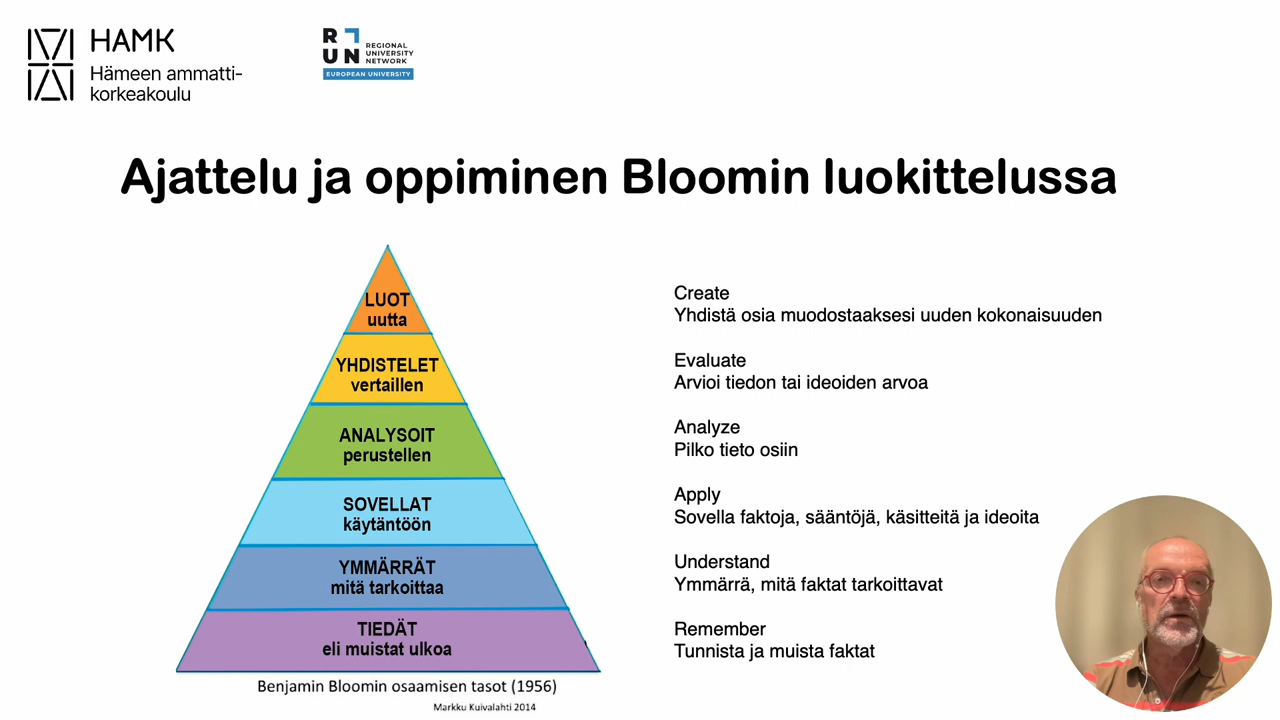 HAMK
Hämeen ammatti-
korkeakoulu
R
UN
REGIONAL
UNIVERSITY
NETWORK
EUROPEAN UNIVERSITY
Ajattelu ja oppiminen Bloomin luokittelussa
LUOT
uutta
YHDISTELET
vertaillen
ANALYSOIT
perustellen
SOVELLAT
käytäntöön
YMMÄRRÄT
mitä tarkoittaa
TIEDÄT
eli muistat ulkoa
Benjamin Bloomin osaamisen tasot (1956)
Markku Kuivalahti 2014
Create
Yhdistä osia muodostaaksesi uuden kokonaisuuden
Evaluate
Arvioi tiedon tai ideoiden arvoa
Analyze
Pilko tieto osiin
Apply
Sovella faktoja, sääntöjä, käsitteitä ja ideoita
Understand
Ymmärrä, mitä faktat tarkoittavat
Remember
Tunnista ja muista faktat